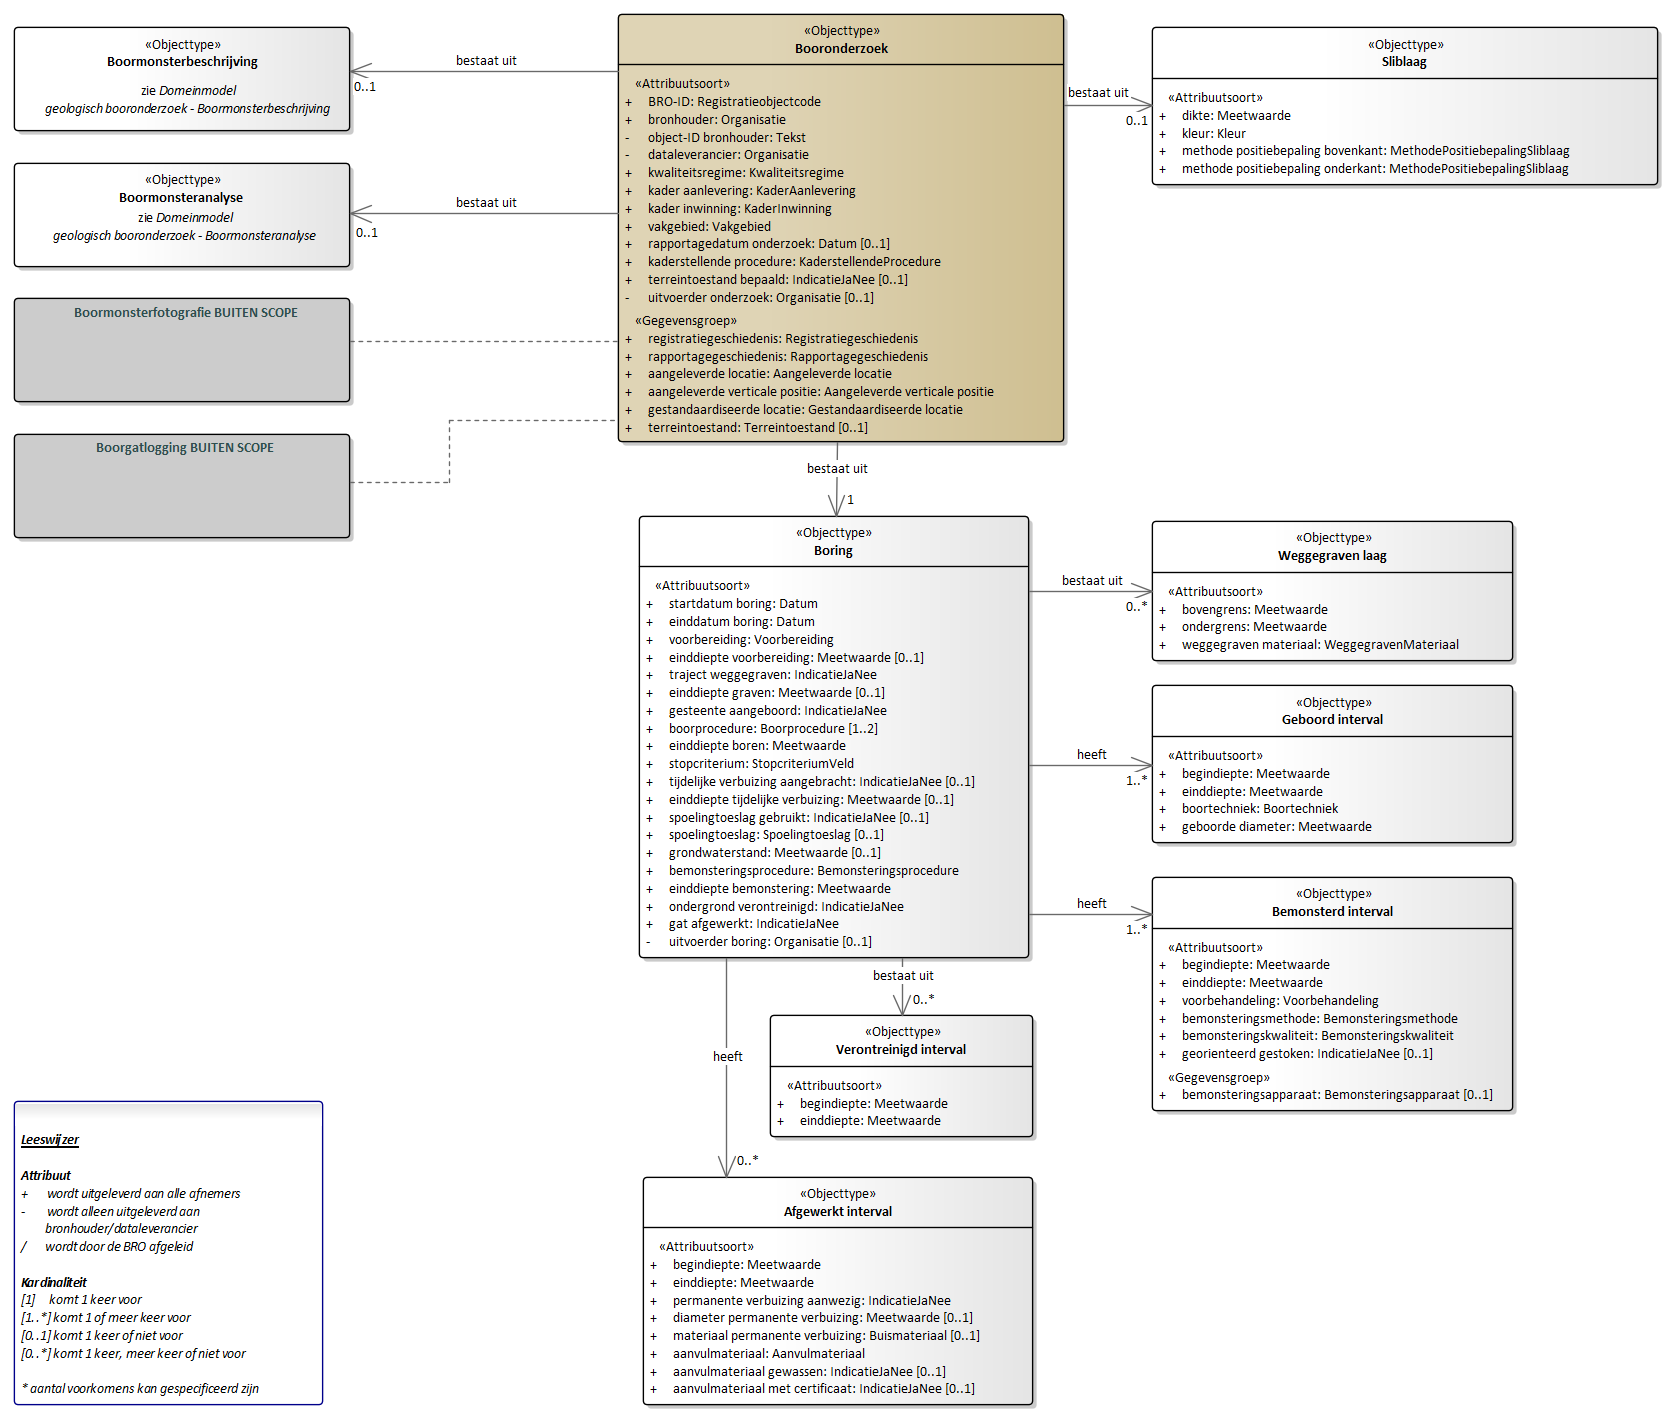 «Objecttype»
Boormonsterbeschrijving
zie Domeinmodel
geologisch booronderzoek - Boormonsterbeschrijving
bestaat uit
0..1
«Objecttype»
Boormonsteranalyse
zie Domeinmodel
geologisch booronderzoek - Boormonsteranalyse
bestaat uit
0..1
Boormonsterfotografie BUITEN SCOPE
Boorgatlogging BUITEN SCOPE
«Objecttype»
Booronderzoek
«Attribuutsoort»
+ BRO-ID: Registratieobjectcode
+ bronhouder: Organisatie
- object-ID bronhouder: Tekst
- dataleverancier: Organisatie
+ kwaliteitsregime: Kwaliteitsregime
+ kader aanlevering: KaderAanlevering
+ kader inwinning: KaderInwinning
+ vakgebied: Vakgebied
+ rapportagedatum onderzoek: Datum [0..1]
+ kaderstellende procedure: KaderstellendeProcedure
+ terreintoestand bepaald: IndicatieJaNee [0..1]
- uitvoerder onderzoek: Organisatie [0..1]
«Gegevensgroep»
+ registratiegeschiedenis: Registratiegeschiedenis
+ rapportagegeschiedenis: Rapportagegeschiedenis
+ aangeleverde locatie: Aangeleverde locatie
+ aangeleverde verticale positie: Aangeleverde verticale positie
+ gestandaardiseerde locatie: Gestandaardiseerde locatie
+ terreintoestand: Terreintoestand [0..1]
bestaat uit
0..1
«Objecttype»
Sliblaag
«Attribuutsoort»
+ dikte: Meetwaarde
+ kleur: Kleur
+ methode positiebepaling bovenkant: MethodePositiebepalingSliblaag
+ methode positiebepaling onderkant: MethodePositiebepalingSliblaag
bestaat uit
1
«Objecttype»
Boring
«Attribuutsoort»
+ startdatum boring: Datum
+ einddatum boring: Datum
+ voorbereiding: Voorbereiding
+ einddiepte voorbereiding: Meetwaarde [0..1]
+ traject weggegraven: IndicatieJaNee
+ einddiepte graven: Meetwaarde [0..1]
+ gesteente aangeboord: IndicatieJaNee
+ boorprocedure: Boorprocedure [1..2]
+ einddiepte boren: Meetwaarde
+ stopcriterium: StopcriteriumVeld
+ tijdelijke verbuizing aangebracht: IndicatieJaNee [0..1]
+ einddiepte tijdelijke verbuizing: Meetwaarde [0..1]
+ spoelingtoeslag gebruikt: IndicatieJaNee [0..1]
+ spoelingtoeslag: Spoelingtoeslag [0..1]
+ grondwaterstand: Meetwaarde [0..1]
+ bemonsteringsprocedure: Bemonsteringsprocedure
+ einddiepte bemonstering: Meetwaarde
+ ondergrond verontreinigd: IndicatieJaNee
+ gat afgewerkt: IndicatieJaNee
- uitvoerder boring: Organisatie [0..1]
bestaat uit
0..*
«Objecttype»
Weggegraven laag
«Attribuutsoort»
+ bovengrens: Meetwaarde
+ ondergrens: Meetwaarde
+ weggegraven materiaal: WeggegravenMateriaal
heeft
1..*
«Objecttype»
Geboord interval
«Attribuutsoort»
+ begindiepte: Meetwaarde
+ einddiepte: Meetwaarde
+ boortechniek: Boortechniek
+ geboorde diameter: Meetwaarde
heeft
1..*
«Objecttype»
Bemonsterd interval
«Attribuutsoort»
+ begindiepte: Meetwaarde
+ einddiepte: Meetwaarde
+ voorbehandeling: Voorbehandeling
+ bemonsteringsmethode: Bemonsteringsmethode
+ bemonsteringskwaliteit: Bemonsteringskwaliteit
+ georienteerd gestoken: IndicatieJaNee [0..1]
«Gegevensgroep»
+ bemonsteringsapparaat: Bemonsteringsapparaat [0..1]
bestaat uit
0..*
«Objecttype»
Verontreinigd interval
«Attribuutsoort»
+ begindiepte: Meetwaarde
+ einddiepte: Meetwaarde
heeft
0..*
«Objecttype»
Afgewerkt interval
«Attribuutsoort»
+ begindiepte: Meetwaarde
+ einddiepte: Meetwaarde
+ permanente verbuizing aanwezig: IndicatieJaNee
+ diameter permanente verbuizing: Meetwaarde [0..1]
+ materiaal permanente verbuizing: Buismateriaal [0..1]
+ aanvulmateriaal: Aanvulmateriaal
+ aanvulmateriaal gewassen: IndicatieJaNee [0..1]
+ aanvulmateriaal met certificaat: IndicatieJaNee [0..1]
Leeswijzer
Attribuut
+ wordt uitgeleverd aan alle afnemers
- wordt alleen uitgeleverd aan
bronhouder/dataleverancier
/ wordt door de BRO afgeleid
Kardinaliteit
[1] komt 1 keer voor
[1..*] komt 1 of meer keer voor
[0..1] komt 1 keer of niet voor
[0..*] komt 1 keer, meer keer of niet voor
* aantal voorkomens kan gespecificeerd zijn